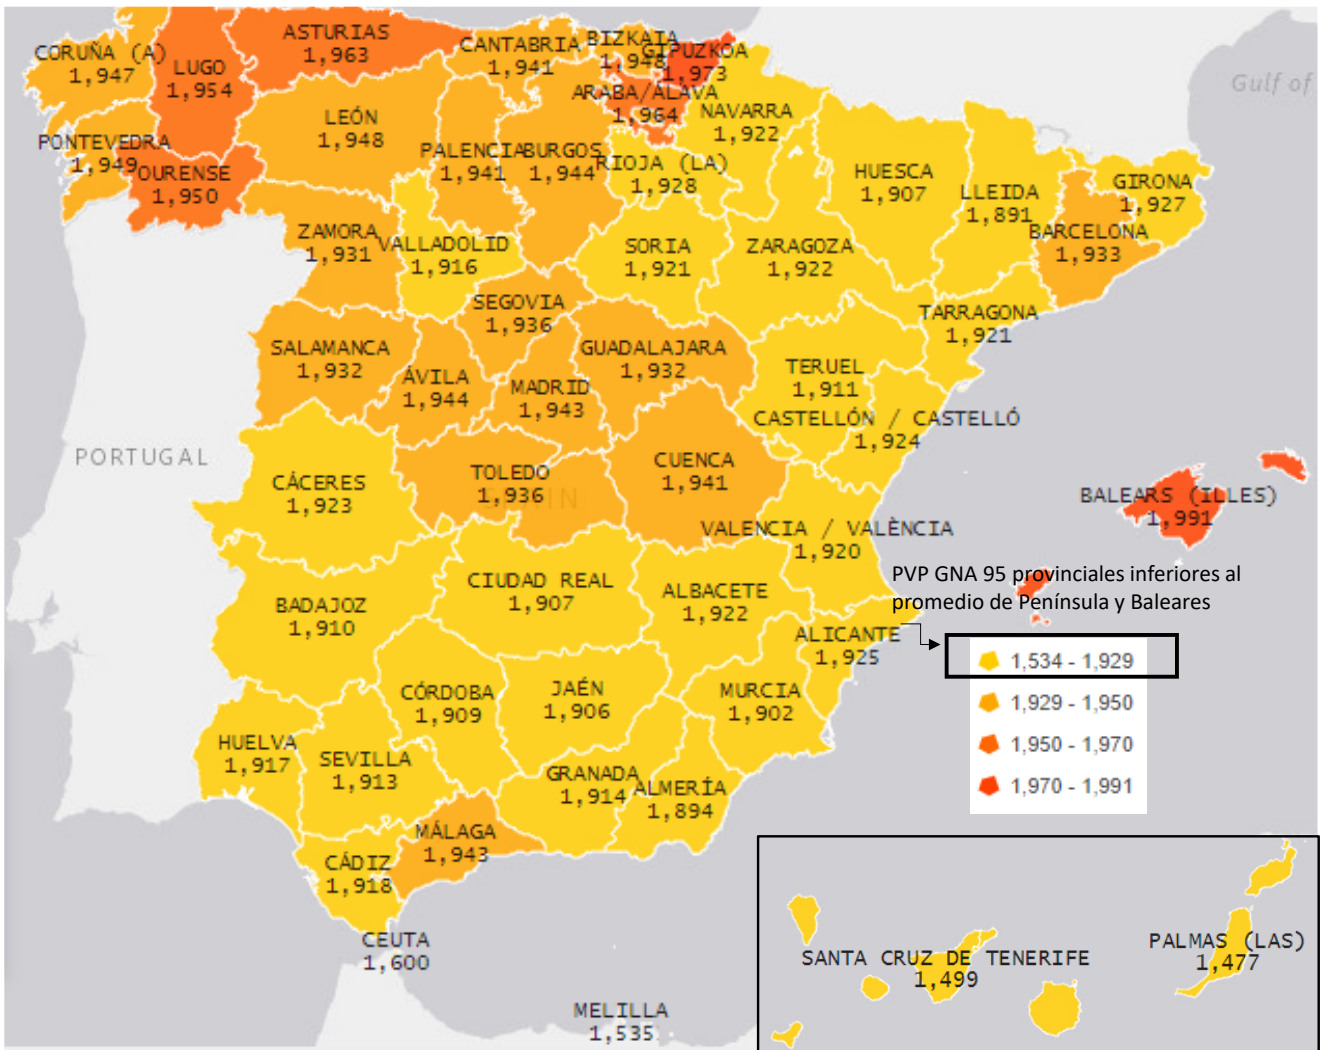 CORUÑA (A)
1,947
LUGO
1,954
ASTURIAS
1,963
CANTABRIA
1,941
BIZKAIA
1,948
GIPUZKOA
1,973
ARABA/ALAVA
1,964
NAVARRA
1,922
Gulf of
PONTEVEDRA
1,949
OURENSE
1,950
LEÓN
1,948
PALENCIA
1,941
BURGOS
1,944
RIOJA (LA)
1,928
HUESCA
1,907
LLEIDA
1,891
GIRONA
1,927
BARCELONA
1,933
ZAMORA
1,931
VALLADOLID
1,916
SORIA
1,921
ZARAGOZA
1,922
SEGOVIA
1,936
TARRAGONA
1,921
SALAMANCA
1,932
ÁVILA
1,944
MADRID
1,943
GUADALAJARA
1,932
TERUEL
1,911
CASTELLÓN / CASTELLÓ
1,924
PORTUGAL
CÁCERES
1,923
TOLEDO
1,936
SPAIN
CUENCA
1,941
VALENCIA / VALÈNCIA
1,920
BALEARS (ILLES)
1,991
BADAJOZ
1,910
CIUDAD REAL
1,907
ALBACETE
1,922
ALICANTE
1,925
PVP GNA 95 provinciales inferiores al
promedio de Península y Baleares
1,534 - 1,929
1,929 - 1,950
1,950 - 1,970
1,970 - 1,991
CÓRDOBA
1,909
JAÉN
1,906
MURCIA
1,902
HUELVA
1,917
SEVILLA
1,913
GRANADA
1,914
ALMERÍA
1,894
MÁLAGA
1,943
CÁDIZ
1,918
CEUTA
1,600
MELILLA
1,535
SANTA CRUZ DE TENERIFE
1,499
PALMAS (LAS)
1,477